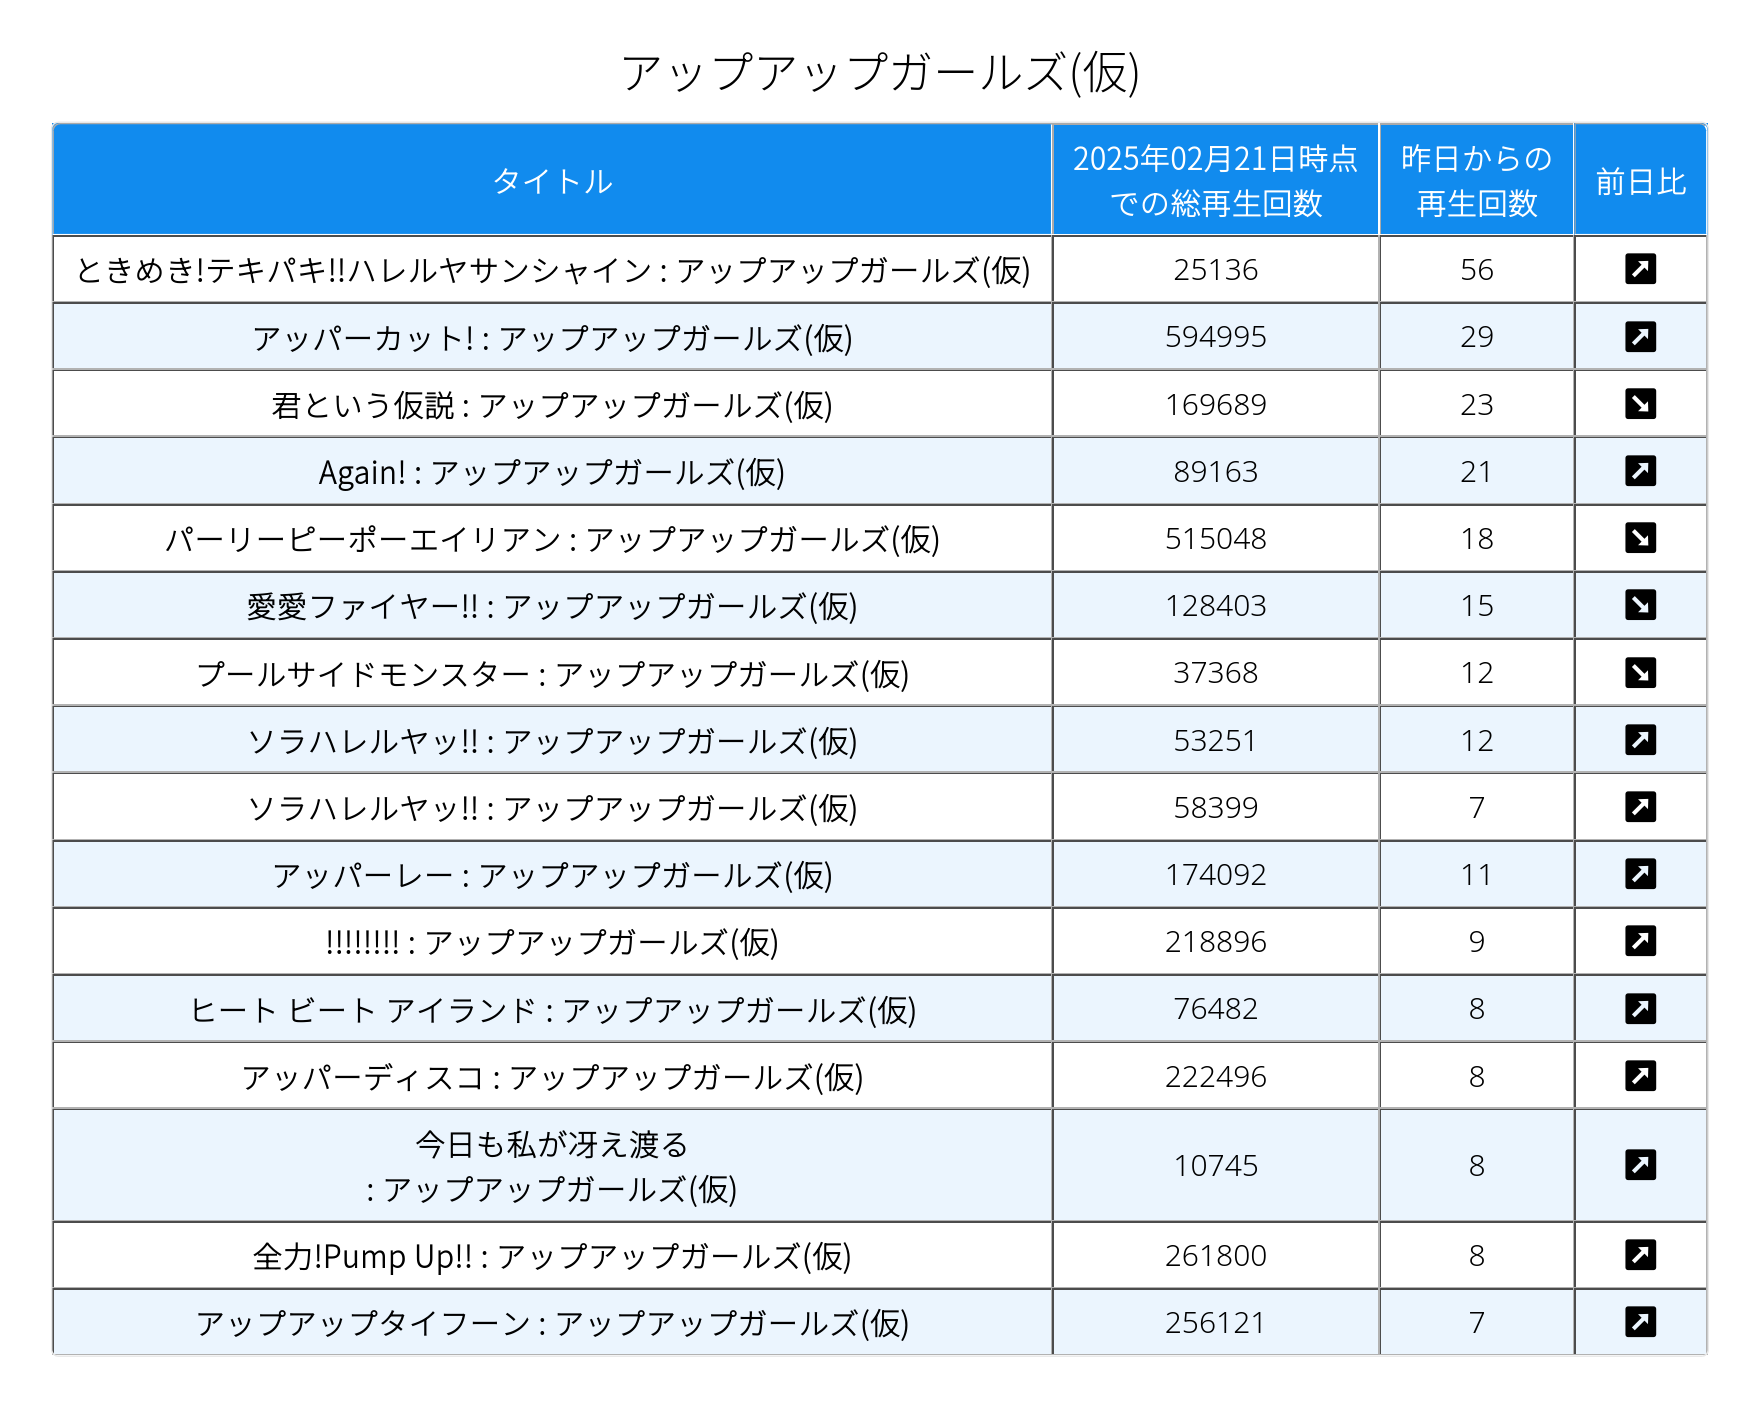 アップアップガールズ(仮)
タイトル
2025年02月21日時点
での総再生回数
昨日からの
再生回数
前日比
ときめき!テキパキ!!ハレルヤサンシャイン : アップアップガールズ(仮) 25136 56
アッパーカット! : アップアップガールズ(仮) 594995 29
君という仮説 : アップアップガールズ(仮) 169689 23
Again! : アップアップガールズ(仮) 89163 21
パーリーピーポーエイリアン : アップアップガールズ(仮) 515048 18
愛愛ファイヤー!! : アップアップガールズ(仮) 128403 15
プールサイドモンスター : アップアップガールズ(仮) 37368 12
ソラハレルヤッ!! : アップアップガールズ(仮) 53251 12
ソラハレルヤッ!! : アップアップガールズ(仮) 58399 7
アッパーレー : アップアップガールズ(仮) 174092 11
!!!!!!!! : アップアップガールズ(仮) 218896 9
ヒート ビート アイランド : アップアップガールズ(仮) 76482 8
アッパーディスコ : アップアップガールズ(仮) 222496 8
今日も私が冴え渡る
: アップアップガールズ(仮) 10745 8
全力!Pump Up!! : アップアップガールズ(仮) 261800 8
アップアップタイフーン : アップアップガールズ(仮) 256121 7